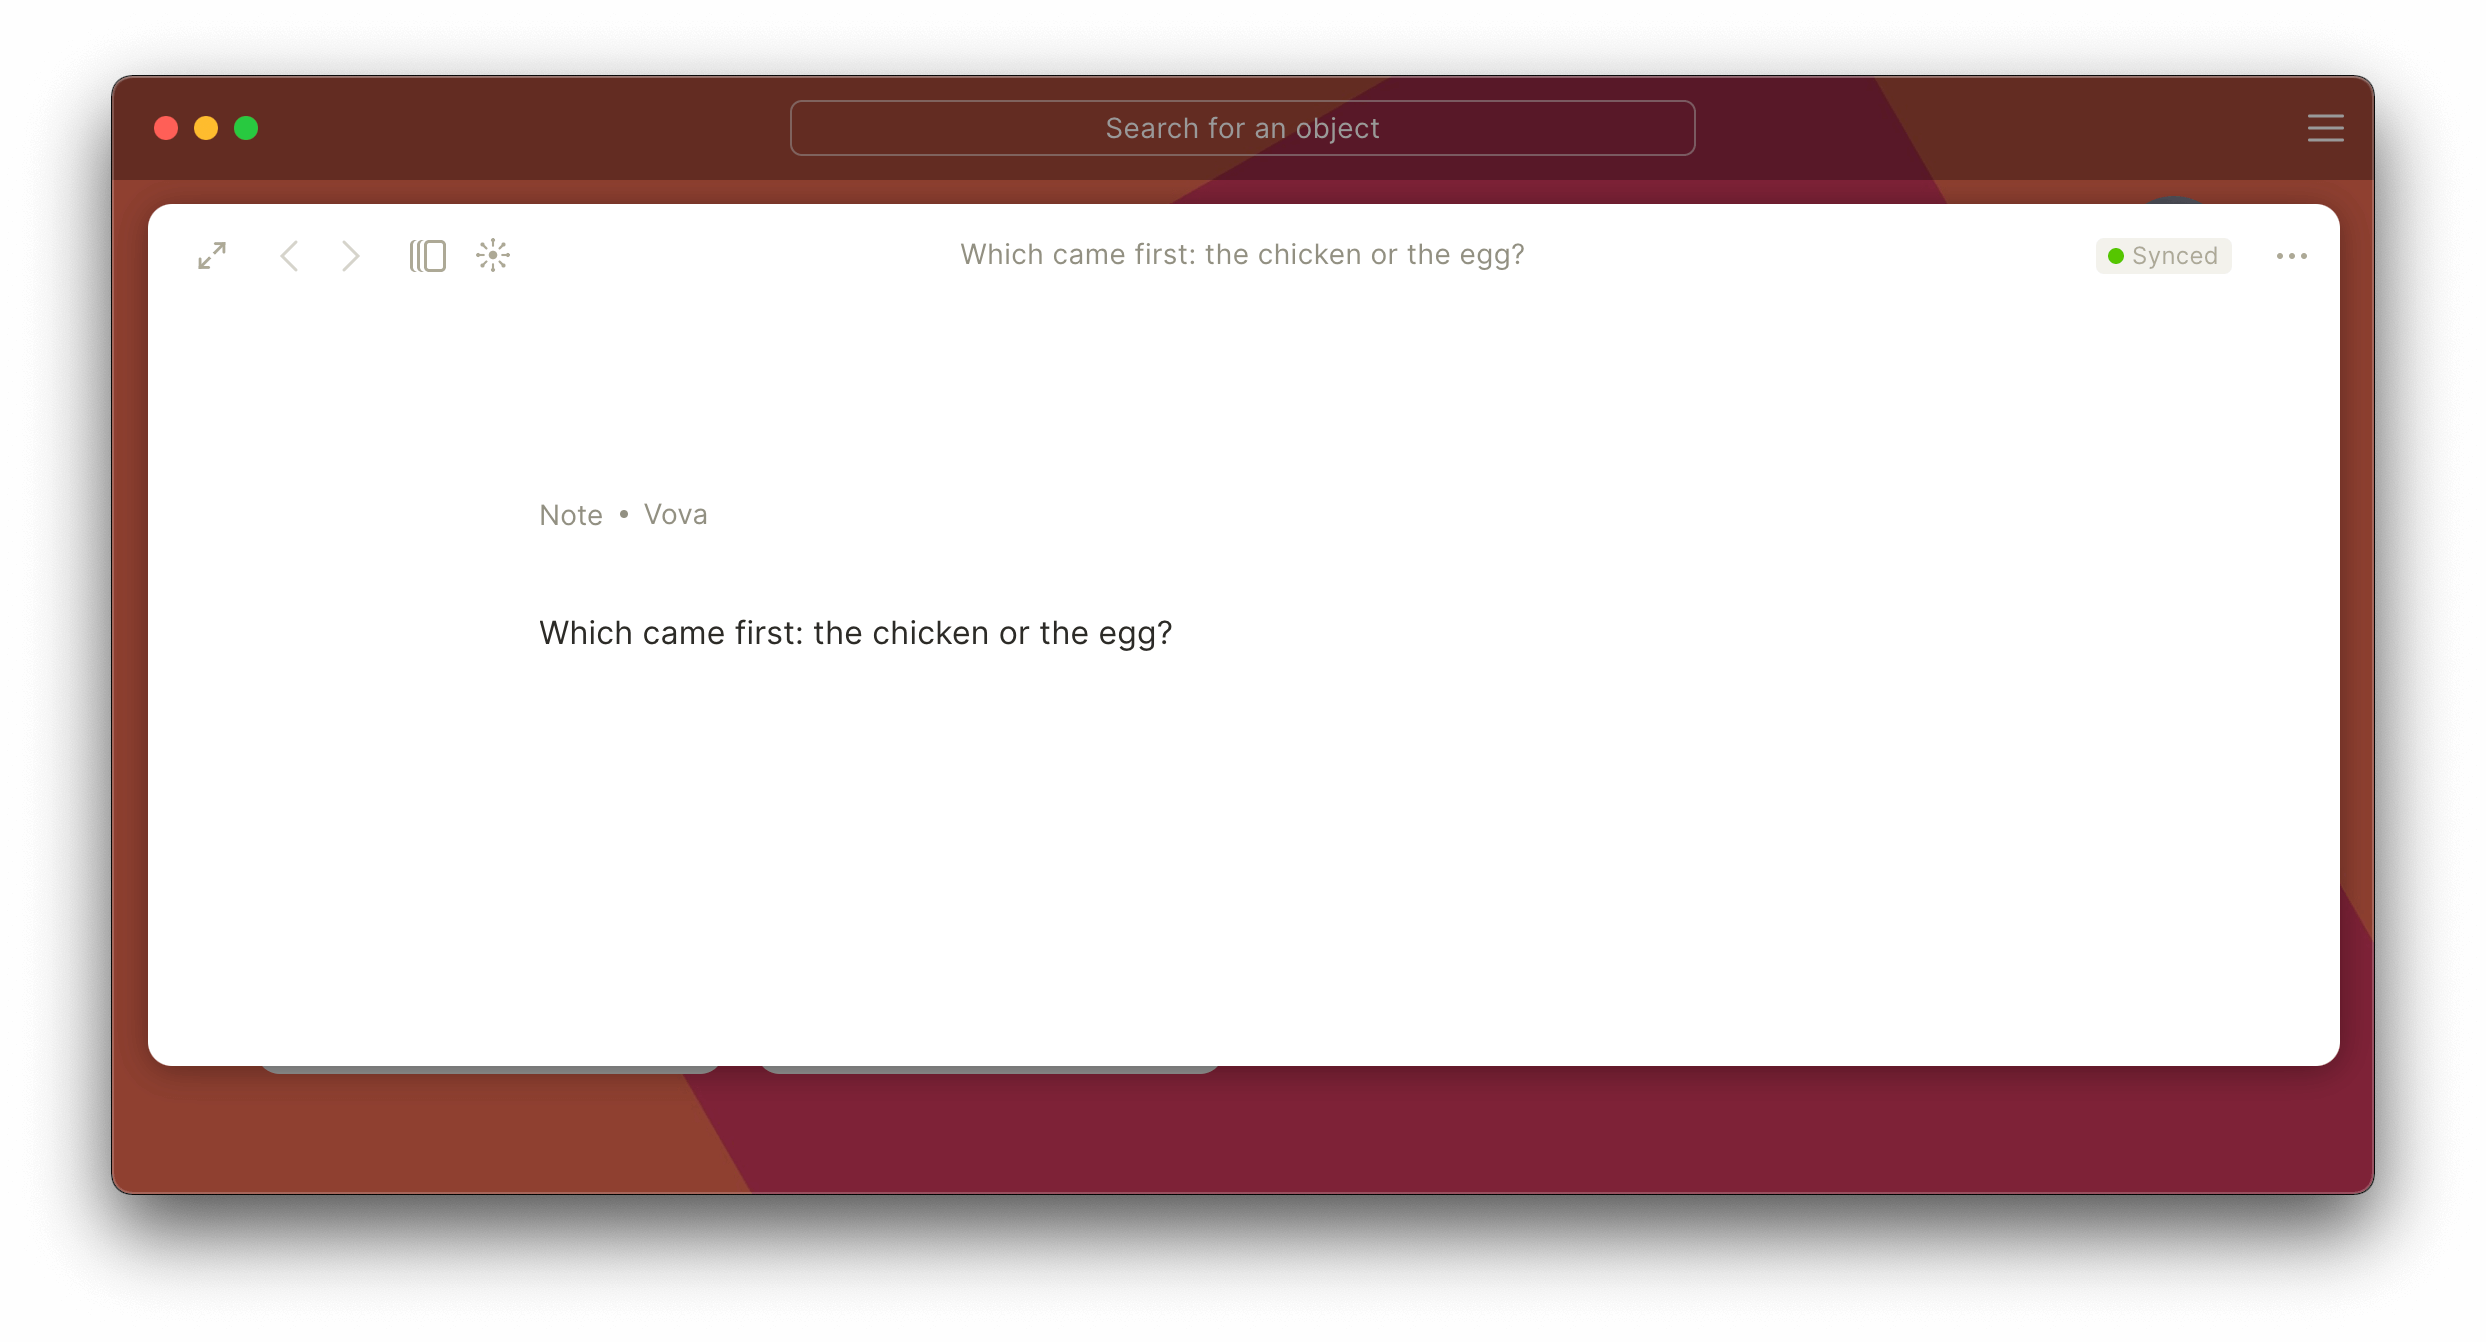 Search for an object
Which came first: the chicken or the egg?
Synced
Note • Vova
Which came first: the chicken or the egg?